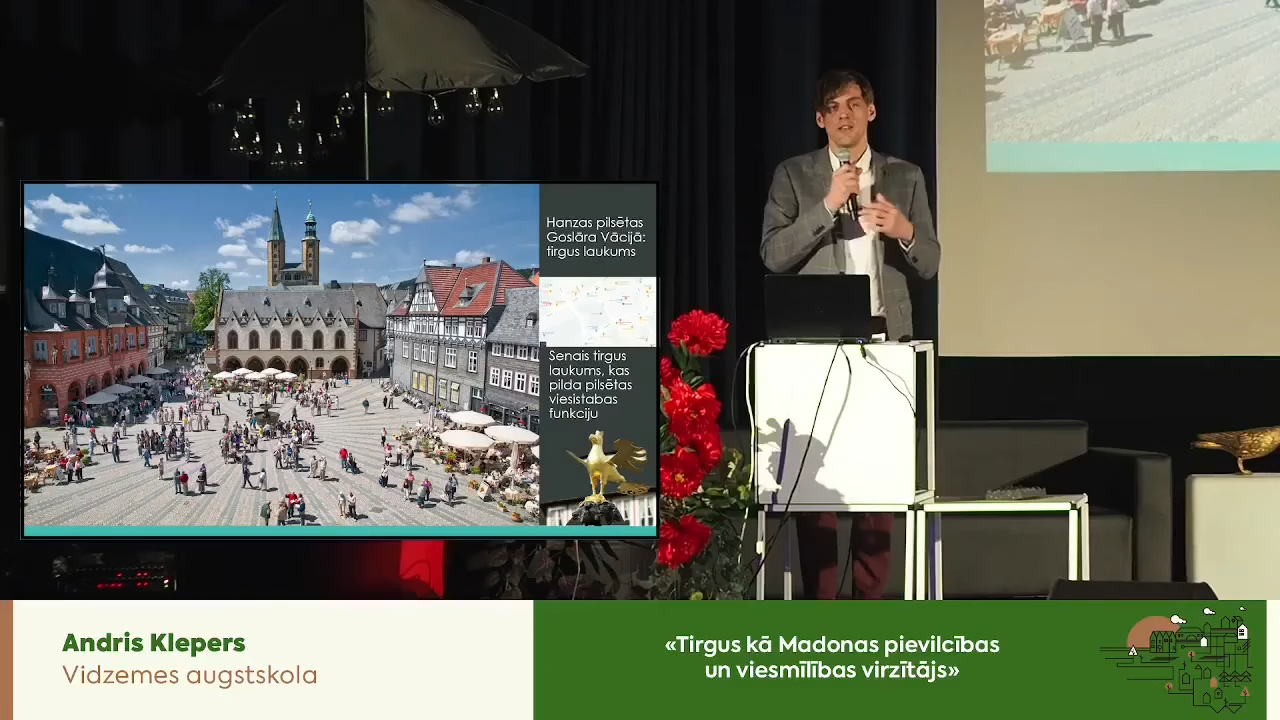 Hanzas pilsētas
Goslāra Vācijā:
tirgus laukums
Senais tirgus
laukums, kas
pilda pilsētas
viesistabas
funkciju
Andris Klepers
Vidzemes augstskola
«Tirgus kā Madonas pievilcības
un viesmīlības virzītājs»